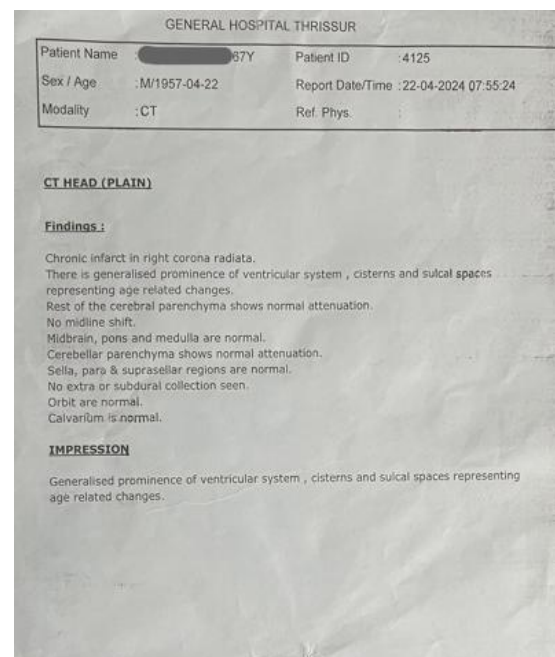 GENERAL HOSPITAL THRISSUR
Patient Name : 67Y Patient ID :4125
Sex / Age :M/1957-04-22 Report Date/Time :22-04-2024 07:55:24
Modality :CT Ref. Phys. :
CT HEAD (PLAIN)
Findings :
Chronic infarct in right corona radiata.
There is generalised prominence of ventricular system , cisterns and sulcal spaces
representing age related changes.
Rest of the cerebral parenchyma shows normal attenuation.
No midline shift.
Midbrain, pons and medulla are normal.
Cerebellar parenchyma shows normal attenuation.
Sella, para & suprasellar regions are normal.
No extra or subdural collection seen.
Orbit are normal.
Calvarium is normal.
IMPRESSION
Generalised prominence of ventricular system , cisterns and sulcal spaces representing
age related changes.